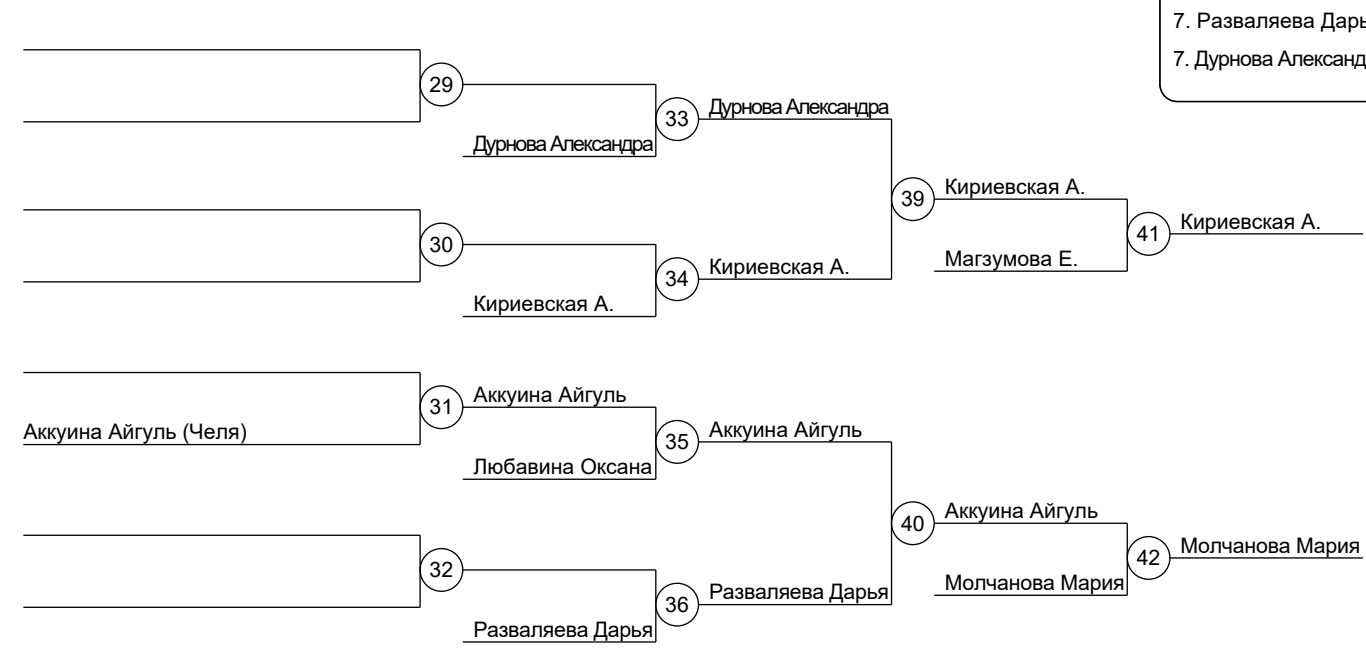 7. Разваляева Дарь
7. Дурнова Александ
29
33
Дурнова Александра
Дурнова Александра
39
Кириевская А.
30
41
Кириевская А.
34
Кириевская А.
Магзумова Е.
Кириевская А.
31
Аккуина Айгуль
Аккуина Айгуль (Челя)
35
Аккуина Айгуль
Любавина Оксана
40
Аккуина Айгуль
32
42
Молчанова Мария
36
Разваляева Дарья
Молчанова Мария
Разваляева Дарья